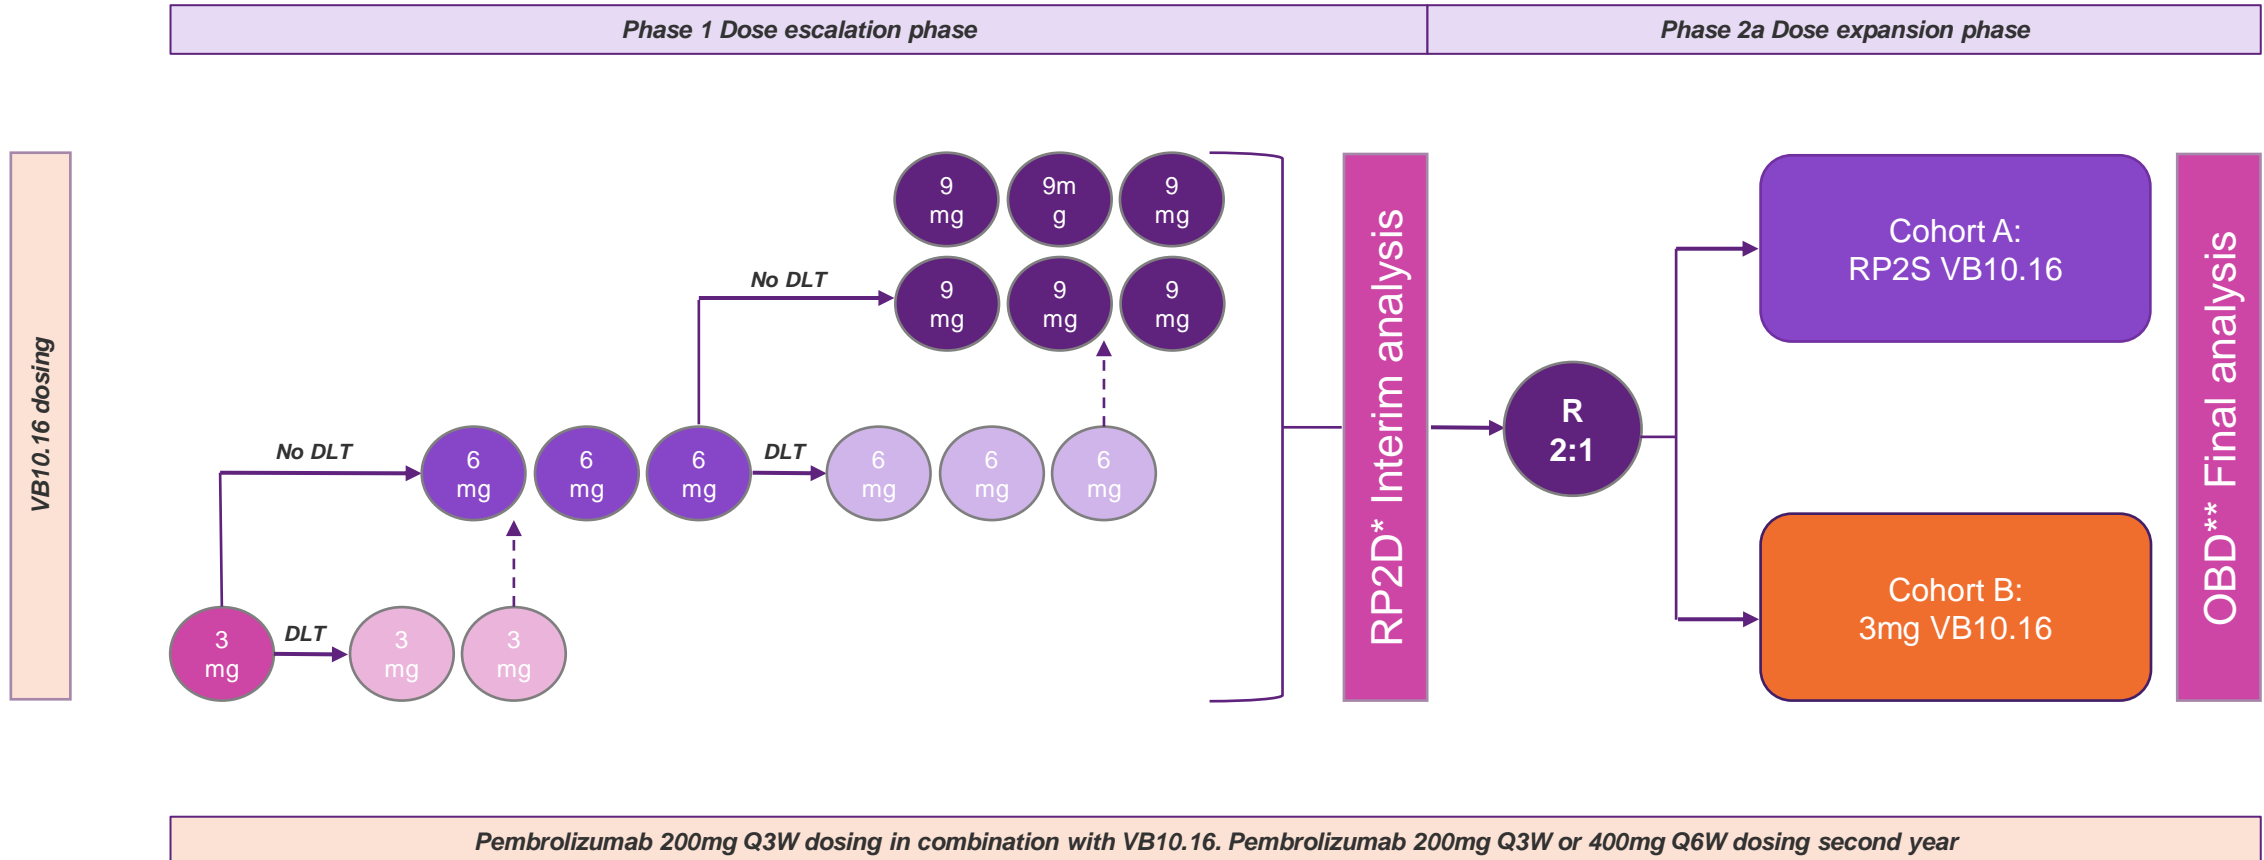 Phase 1 Dose escalation phase
Phase 2a Dose expansion phase
VB10.16 dosing
9
mg
9m
g
9
mg
No DLT
9
mg
9
mg
9
mg
No DLT
6
mg
6
mg
6
mg
DLT
6
mg
6
mg
6
mg
3
mg
DLT
3
mg
3
mg
RP2D* Interim analysis
R
2:1
Cohort A:
RP2S VB10.16
Cohort B:
3mg VB10.16
OBD** Final analysis
Pembrolizumab 200mg Q3W dosing in combination with VB10.16. Pembrolizumab 200mg Q3W or 400mg Q6W dosing second year